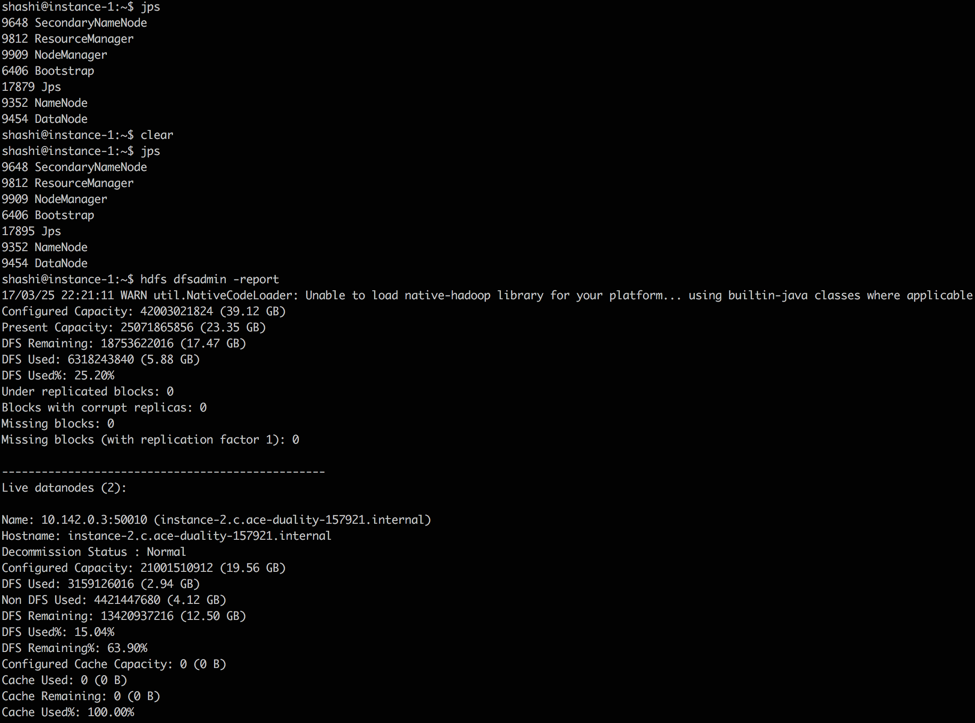 shashi@instance-1:~$ jps
9648 SecondaryNameNode
9812 ResourceManager
9909 NodeManager
6406 Bootstrap
17879 Jps
9352 NameNode
9454 DataNode
shashi@instance-1:~$ clear
shashi@instance-1:~$ jps
9648 SecondaryNameNode
9812 ResourceManager
9909 NodeManager
6406 Bootstrap
17895 Jps
9352 NameNode
9454 DataNode
shashi@instance-1:~$ hdfs dfsadmin -report
17/03/25 22:21:11 WARN util.NativeCodeLoader: Unable to load native-hadoop library for your platform... using builtin-java classes where applicable
Configured Capacity: 42003021824 (39.12 GB)
Present Capacity: 25071865856 (23.35 GB)
DFS Remaining: 18753622016 (17.47 GB)
DFS Used: 6318243840 (5.88 GB)
DFS Used%: 25.20%
Under replicated blocks: 0
Blocks with corrupt replicas: 0
Missing blocks: 0
Missing blocks (with replication factor 1): 0
-------------------------------------------------
Live datanodes (2):
Name: 10.142.0.3:50010 (instance-2.c.ace-duality-157921.internal)
Hostname: instance-2.c.ace-duality-157921.internal
Decommission Status : Normal
Configured Capacity: 21001510912 (19.56 GB)
DFS Used: 3159126016 (2.94 GB)
Non DFS Used: 4421447680 (4.12 GB)
DFS Remaining: 13420937216 (12.50 GB)
DFS Used%: 15.04%
DFS Remaining%: 63.90%
Configured Cache Capacity: 0 (0 B)
Cache Used: 0 (0 B)
Cache Remaining: 0 (0 B)
Cache Used%: 100.00%